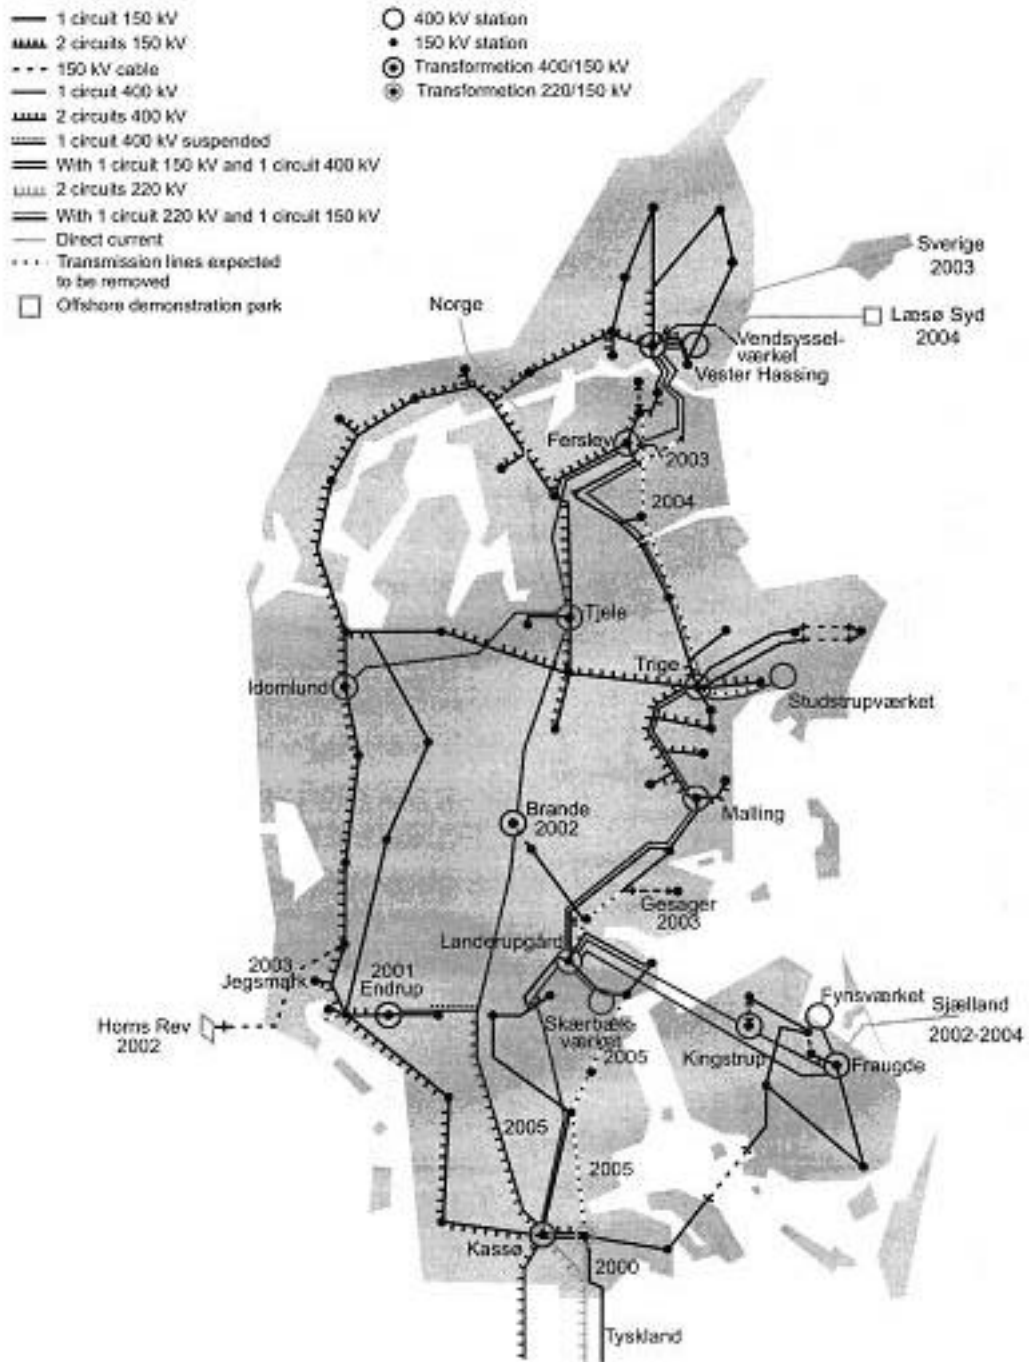 1 circuit 150 kV
2 circuits 150 kV
150 kV cable
1 circuit 400 kV
2 circuits 400 kV
1 circuit 400 kV suspended
With 1 circuit 150 kV and 1 circuit 400 kV
2 circuits 220 kV
With 1 circuit 220 kV and 1 circuit 150 kV
Direct current
Transmission lines expected
to be removed
Offshore demonstration park
400 kV station
150 kV station
Transformetion 400/150 kV
Transformetion 220/150 kV
Sverige
2003
Norge
Læsø Syd
2004
Vendsyssel-
værket
Vester Hassing
Ferslev
2003
2004
Tjele
Trige
Idomlund
Studstrupværket
Brande
2002
Malling
Gesager
2003
Landerupgård
2003
Jegsmark
2001
Endrup
Horns Rev
2002
Skærbæk-
værket
2005
Fynsværket
Sjælland
2002-2004
Kingstrup
Fraugde
2005
2005
Kassø
2000
Tyskland